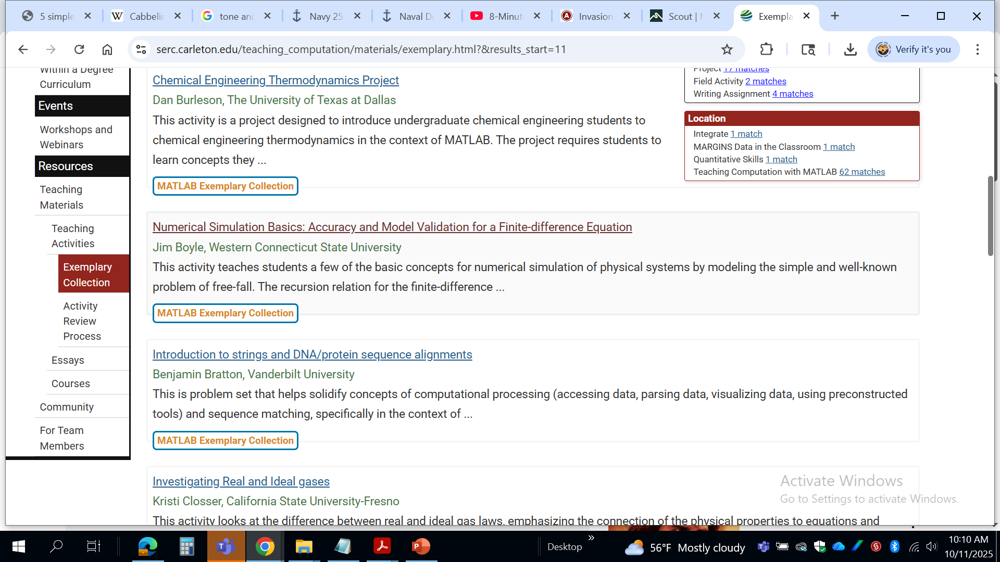 5 simple
Cabbelin
tone and
Navy 25
Naval D
8-Minut
Invasion
Scout |
Exempla
serc.carleton.edu/teaching_computation/materials/exemplary.html?&results_start=11
Verify it's you
Within a Degree
Curriculum
Events
Workshops and
Webinars
Resources
Teaching
Materials
Teaching
Activities
Exemplary
Collection
Activity
Review
Process
Essays
Courses
Community
For Team
Members
Chemical Engineering Thermodynamics Project
Dan Burleson, The University of Texas at Dallas
This activity is a project designed to introduce undergraduate chemical engineering students to
chemical engineering thermodynamics in the context of MATLAB. The project requires students to
learn concepts they ...
MATLAB Exemplary Collection
Numerical Simulation Basics: Accuracy and Model Validation for a Finite-difference Equation
Jim Boyle, Western Connecticut State University
This activity teaches students a few of the basic concepts for numerical simulation of physical systems by modeling the simple and well-known
problem of free-fall. The recursion relation for the finite-difference ...
MATLAB Exemplary Collection
Introduction to strings and DNA/protein sequence alignments
Benjamin Bratton, Vanderbilt University
This is problem set that helps solidify concepts of computational processing (accessing data, parsing data, visualizing data, using preconstructed
tools) and sequence matching, specifically in the context of ...
MATLAB Exemplary Collection
Investigating Real and Ideal gases
Kristi Closser, California State University-Fresno
This activity looks at the difference between real and ideal gas laws, emphasizing the connection of the physical properties to equations and
Project 17 matches
Field Activity 2 matches
Writing Assignment 4 matches
Location
Integrate 1 match
MARGINS Data in the Classroom 1 match
Quantitative Skills 1 match
Teaching Computation with MATLAB 62 matches
Activate Windows
Go to Settings to activate Windows.
Desktop
56°F Mostly cloudy
10:10 AM
10/11/2025